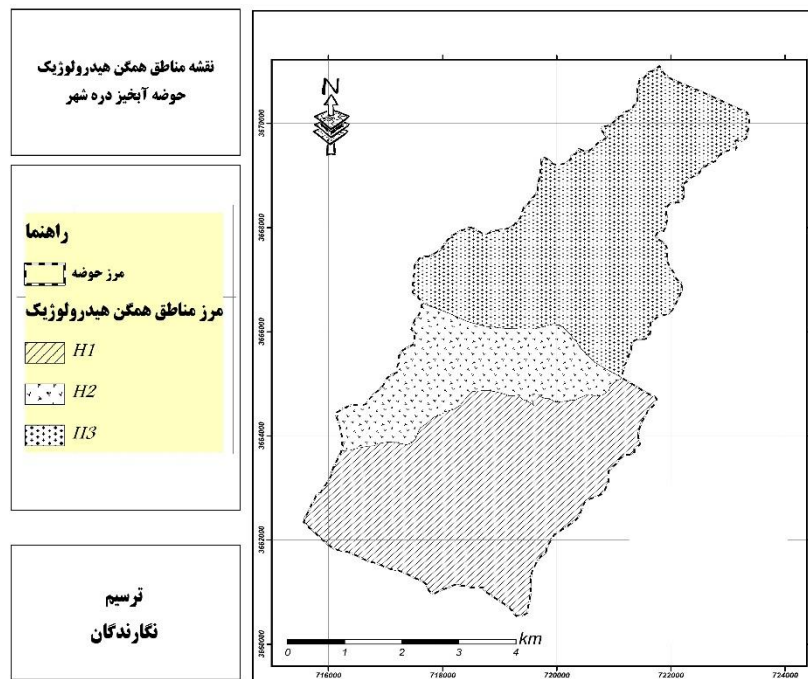 نقشه مناطق همگن هیدرولوژیک
حوضه آبخیز دره شهر
راهنما
مرز حوضه
مرز مناطق همگن هیدرولوژیک
H1
H2
H3
ترسیم
نگارندگان
N
3670000
3668000
3666000
3664000
3662000
3660000
km
0 1 2 3 4
716000 718000 720000 722000 724000